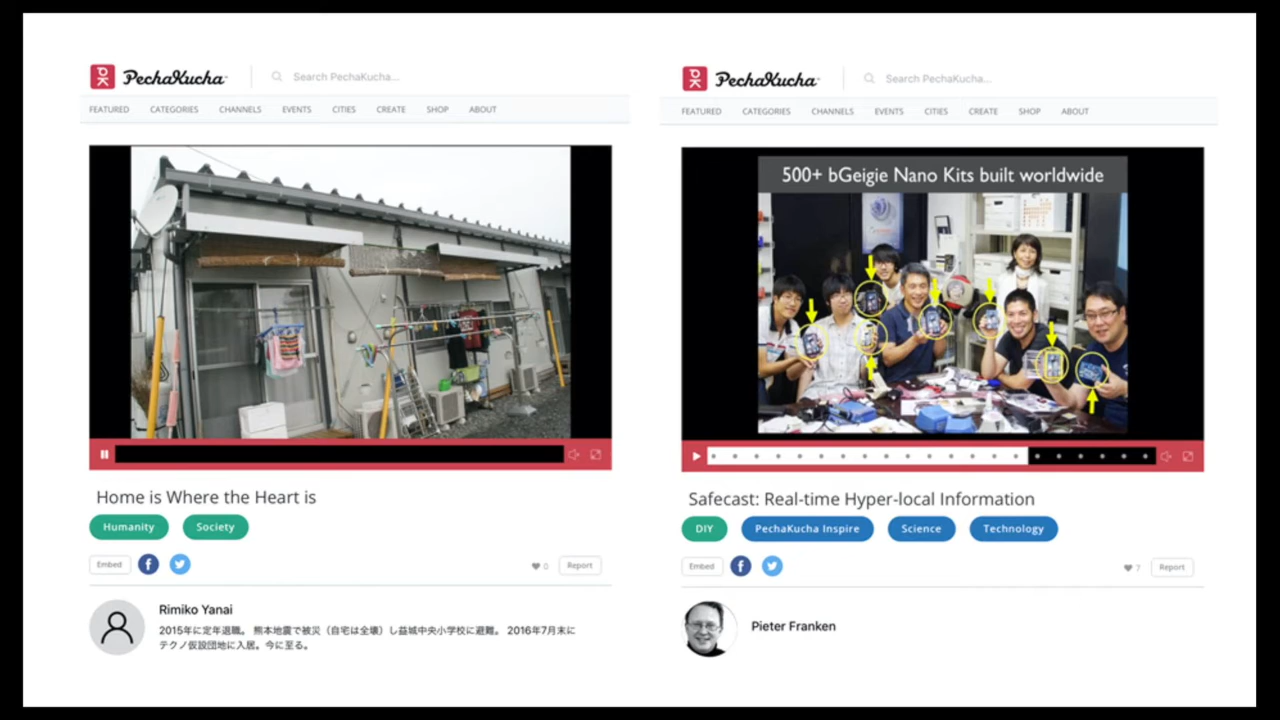 PK PechaKucha™ Search PechaKucha...
FEATURED CATEGORIES CHANNELS EVENTS CITIES CREATE SHOP ABOUT
Home is Where the Heart is
Humanity Society
Embed 0 Report
Rimiko Yanai
2015年に定年退職。 熊本地震で被災（自宅は全壊）し益城中央小学校に避難。 2016年7月末に
テクノ仮設団地に入居。今に至る。
PK PechaKucha™ Search PechaKucha...
FEATURED CATEGORIES CHANNELS EVENTS CITIES CREATE SHOP ABOUT
500+ bGeigie Nano Kits built worldwide
Safecast: Real-time Hyper-local Information
DIY PechaKucha Inspire Science Technology
Embed 7 Report
Pieter Franken